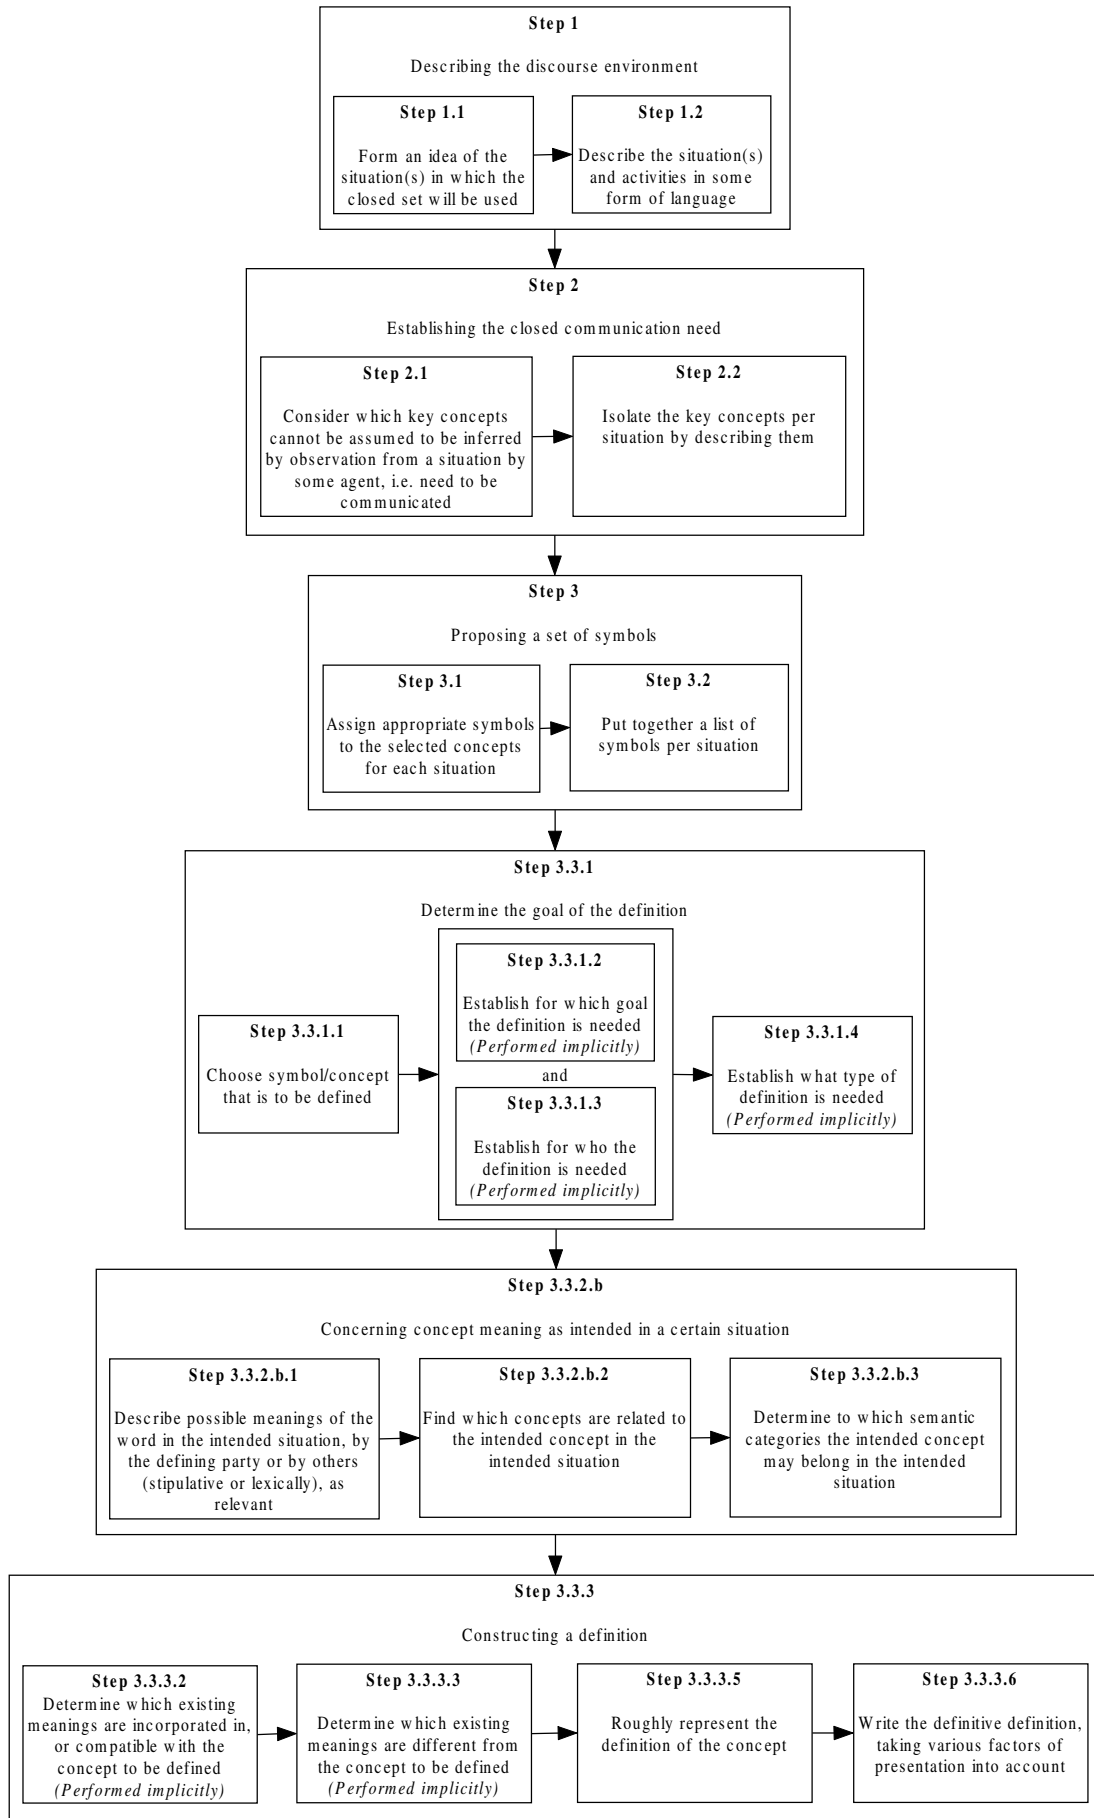 Step 1
Describing the discourse environment
Step 1.1
Form an idea of the
situation(s) in which the
closed set will be used
Step 1.2
Describe the situation(s)
and activities in some
form of language
Step 2
Establishing the closed communication need
Step 2.1
Consider which key concepts
cannot be assumed to be inferred
by observation from a situation by
some agent, i.e. need to be
communicated
Step 2.2
Isolate the key concepts per
situation by describing them
Step 3
Proposing a set of symbols
Step 3.1
Assign appropriate symbols
to the selected concepts
for each situation
Step 3.2
Put together a list of
symbols per situation
Step 3.3.1
Determine the goal of the definition
Step 3.3.1.1
Choose symbol/concept
that is to be defined
Step 3.3.1.2
Establish for which goal
the definition is needed
(Performed implicitly)
and
Step 3.3.1.3
Establish for who the
definition is needed
(Performed implicitly)
Step 3.3.1.4
Establish what type of
definition is needed
(Performed implicitly)
Step 3.3.2.b
Concerning concept meaning as intended in a certain situation
Step 3.3.2.b.1
Describe possible meanings of the
word in the intended situation, by
the defining party or by others
(stipulative or lexically), as
relevant
Step 3.3.2.b.2
Find which concepts are related to
the intended concept in the
intended situation
Step 3.3.2.b.3
Determine to which semantic
categories the intended concept
may belong in the intended
situation
Step 3.3.3
Constructing a definition
Step 3.3.3.2
Determine which existing
meanings are incorporated in,
or compatible with the
concept to be defined
(Performed implicitly)
Step 3.3.3.3
Determine which existing
meanings are different from
the concept to be defined
(Performed implicitly)
Step 3.3.3.5
Roughly represent the
definition of the concept
Step 3.3.3.6
Write the definitive definition,
taking various factors of
presentation into account